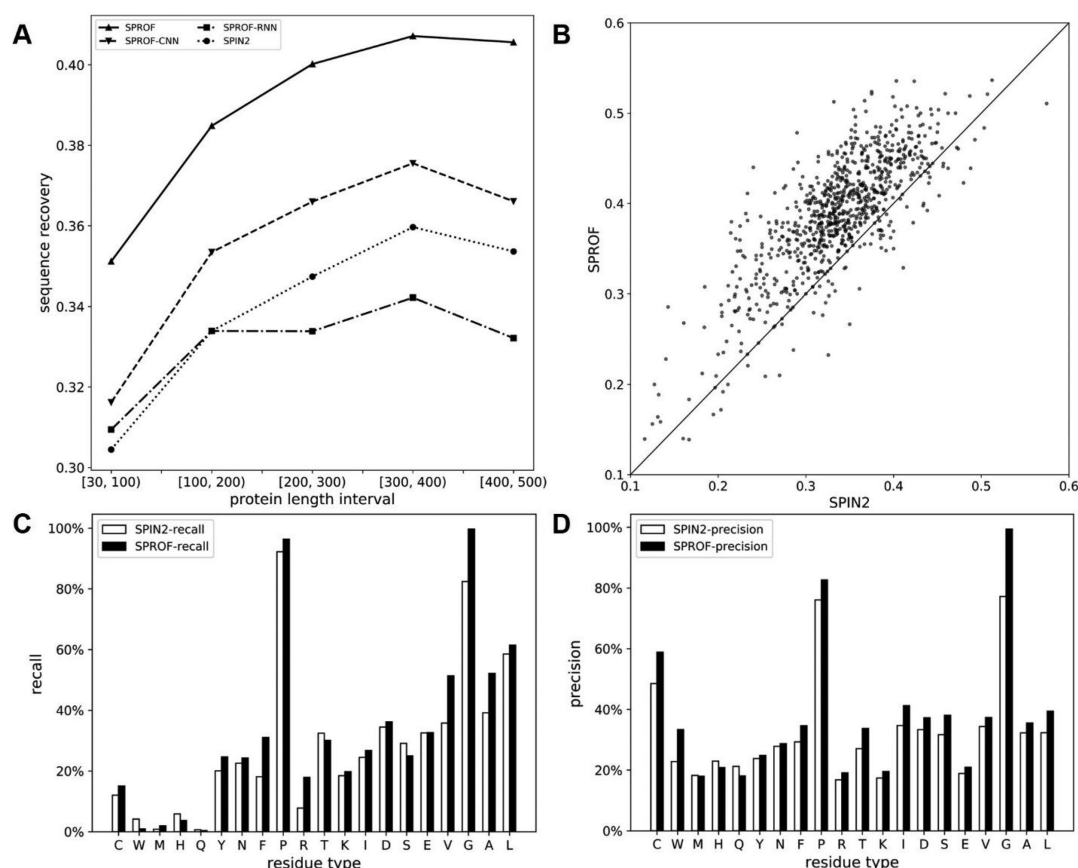 A
SPROF
SPROF-CNN
SPROF-RNN
SPIN2
sequence recovery
0.40
0.38
0.36
0.34
0.32
0.30
[30, 100)
[100, 200)
[200, 300)
[300, 400)
[400, 500)
protein length interval
B
SPROF
0.6
0.5
0.4
0.3
0.2
0.1
0.1
0.2
0.3
0.4
0.5
0.6
SPIN2
C
SPIN2-recall
SPROF-recall
recall
100%
80%
60%
40%
20%
0%
C W M H Q Y N F P R T K I D S E V G A L
residue type
D
SPIN2-precision
SPROF-precision
precision
100%
80%
60%
40%
20%
0%
C W M H Q Y N F P R T K I D S E V G A L
residue type